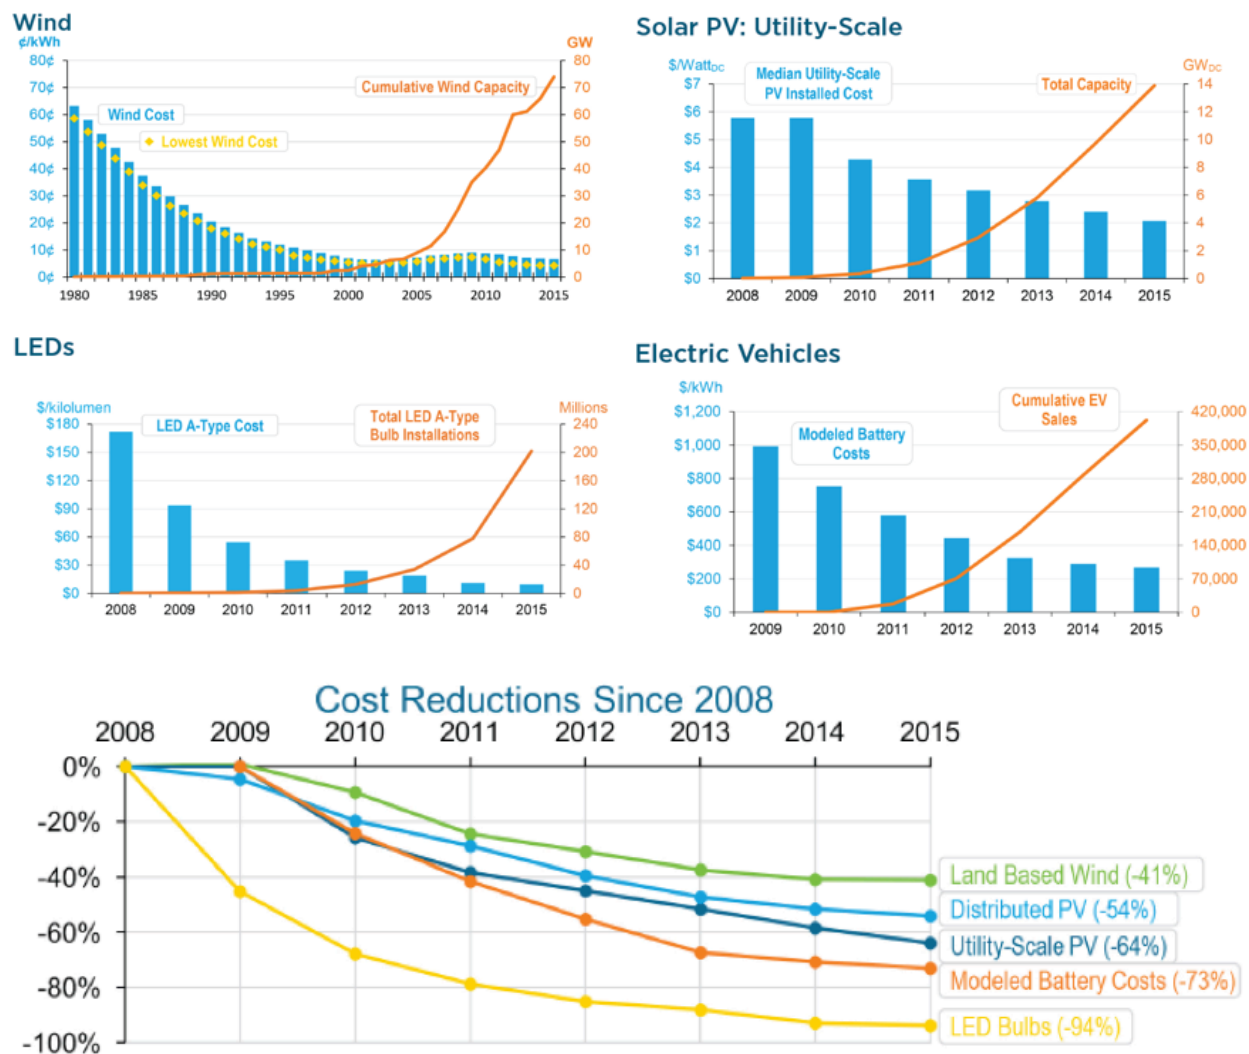 Wind
¢/kWh
GW
80¢
70¢
60¢
50¢
40¢
30¢
20¢
10¢
0¢
80
70
60
50
40
30
20
10
0
Cumulative Wind Capacity
Wind Cost
Lowest Wind Cost
1980 1985 1990 1995 2000 2005 2010 2015
Solar PV: Utility-Scale
$/WattDC
GWDC
$7
$6
$5
$4
$3
$2
$1
$0
14
12
10
8
6
4
2
0
Median Utility-Scale
PV Installed Cost
Total Capacity
2008 2009 2010 2011 2012 2013 2014 2015
LEDs
$/kilolumen
Millions
$180
$150
$120
$90
$60
$30
$0
240
200
160
120
80
40
0
LED A-Type Cost
Total LED A-Type
Bulb Installations
2008 2009 2010 2011 2012 2013 2014 2015
Electric Vehicles
$/kWh
$1,200
$1,000
$800
$600
$400
$200
$0
420,000
350,000
280,000
210,000
140,000
70,000
0
Modeled Battery
Costs
Cumulative EV
Sales
2009 2010 2011 2012 2013 2014 2015
Cost Reductions Since 2008
2008 2009 2010 2011 2012 2013 2014 2015
0%
-20%
-40%
-60%
-80%
-100%
Land Based Wind (-41%)
Distributed PV (-54%)
Utility-Scale PV (-64%)
Modeled Battery Costs (-73%)
LED Bulbs (-94%)